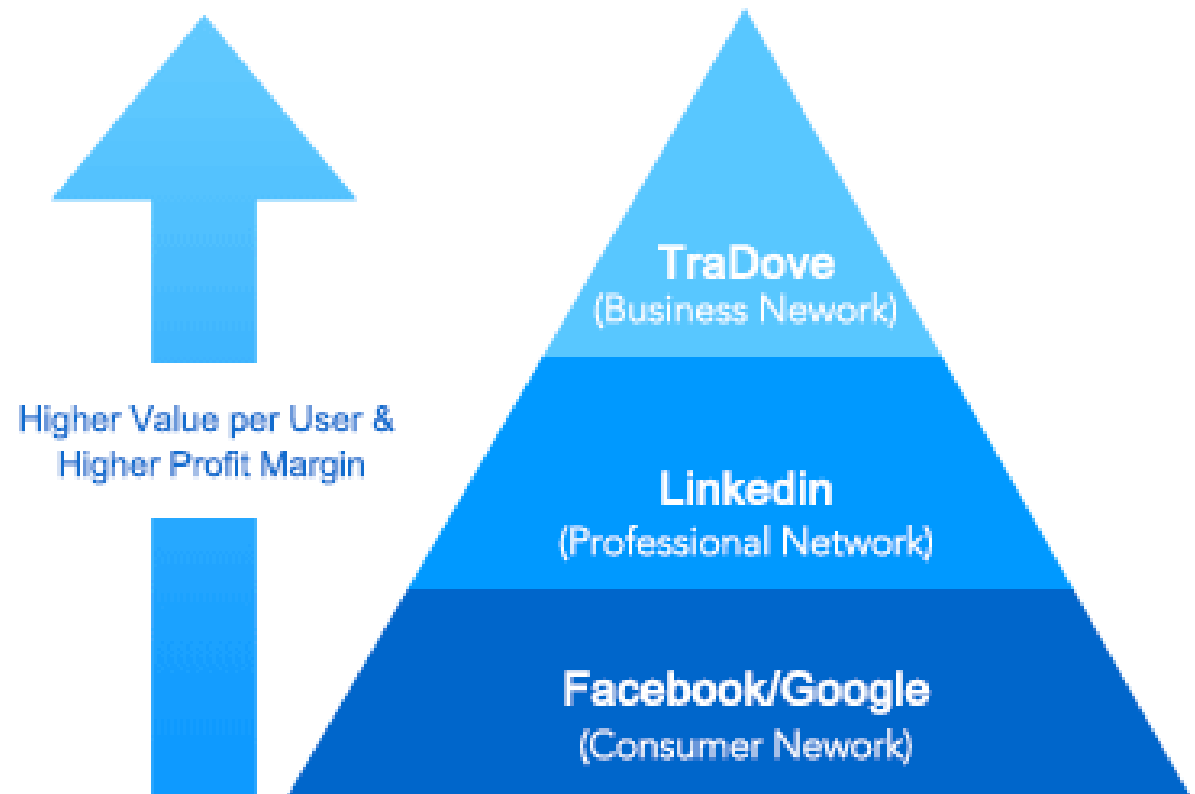 Higher Value per User &
Higher Profit Margin
TraDove
(Business Nework)
Linkedin
(Professional Network)
Facebook/Google
(Consumer Nework)